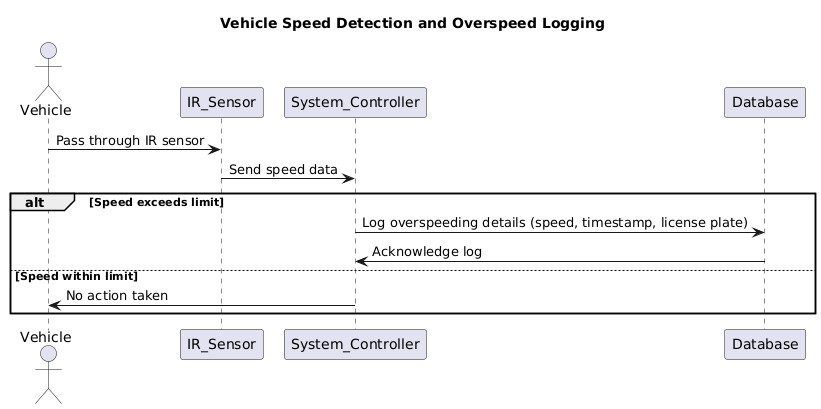 Vehicle Speed Detection and Overspeed Logging
Vehicle
IR_Sensor
System_Controller
Database
Pass through IR sensor
Send speed data
alt
[Speed exceeds limit]
Log overspeeding details (speed, timestamp, license plate)
Acknowledge log
[Speed within limit]
No action taken
Vehicle
IR_Sensor
System_Controller
Database